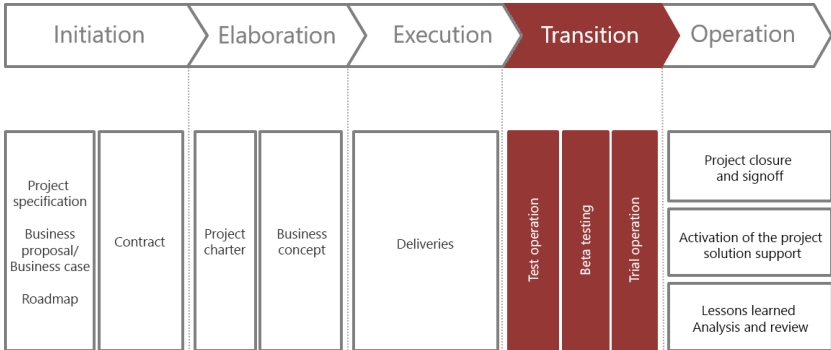 Initiation
Elaboration
Execution
Transition
Operation
Project
specification
Business
proposal/
Business case
Roadmap
Contract
Project
charter
Business
concept
Deliveries
Test operation
Beta testing
Trial operation
Project closure
and signoff
Activation of the project
solution support
Lessons learned
Analysis and review